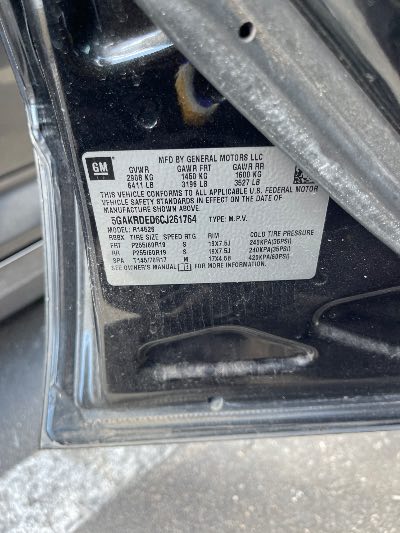 GM
MFD BY GENERAL MOTORS LLC
GVWR GAWR FRT GAWR RR
2908 KG 1450 KG 1600 KG
6411 LB 3196 LB 3527 LB
THIS VEHICLE CONFORMS TO ALL APPLICABLE U.S. FEDERAL MOTOR
VEHICLE SAFETY STANDARDS IN EFFECT ON THE DATE OF
MANUFACTURE SHOWN ABOVE.
5GAKRDED6CJ261764 TYPE: M.P.V.
MODEL: R14526
TIRE SIZE SPEED RTG RIM COLD TIRE PRESSURE
FRT P255/60R19 S 19X7.5J 240KPA(35PSI)
RR P255/60R19 S 19X7.5J 240KPA(35PSI)
SPA M 17X4.5B 420KPA(60PSI)
SEE OWNER'S MANUAL FOR MORE INFORMATION.